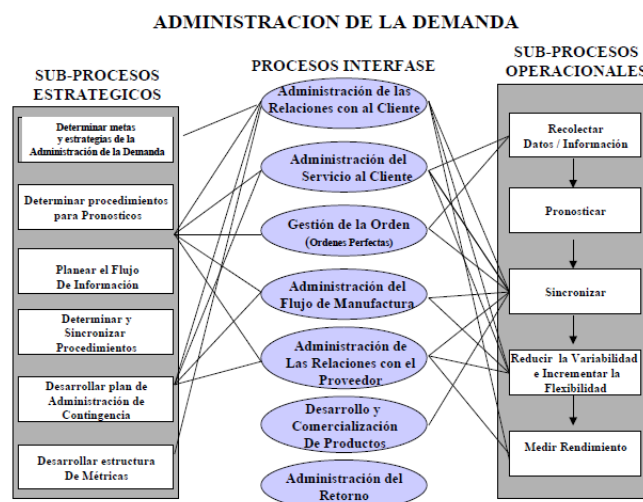 ADMINISTRACION DE LA DEMANDA
SUB-PROCESOS
ESTRATEGICOS
Determinar metas
y estrategias de la
Administración de la Demanda
Determinar procedimientos
para Pronosticos
Planear el Flujo
De Información
Determinar y
Sincronizar
Procedimientos
Desarrollar plan de
Administración de
Contingencia
Desarrollar estructura
De Métricas
PROCESOS INTERFASE
Administración de las
Relaciones con al Cliente
Administración del
Servicio al Cliente
Gestión de la Orden
(Ordenes Perfectas)
Administración del
Flujo de Manufactura
Administración de
Las Relaciones con el
Proveedor
Desarrollo y
Comercialización
De Productos
Administración del
Retorno
SUB-PROCESOS
OPERACIONALES
Recolectar
Datos / Información
Pronosticar
Sincronizar
Reducir la Variabilidad
e Incrementar la
Flexibilidad
Medir Rendimiento